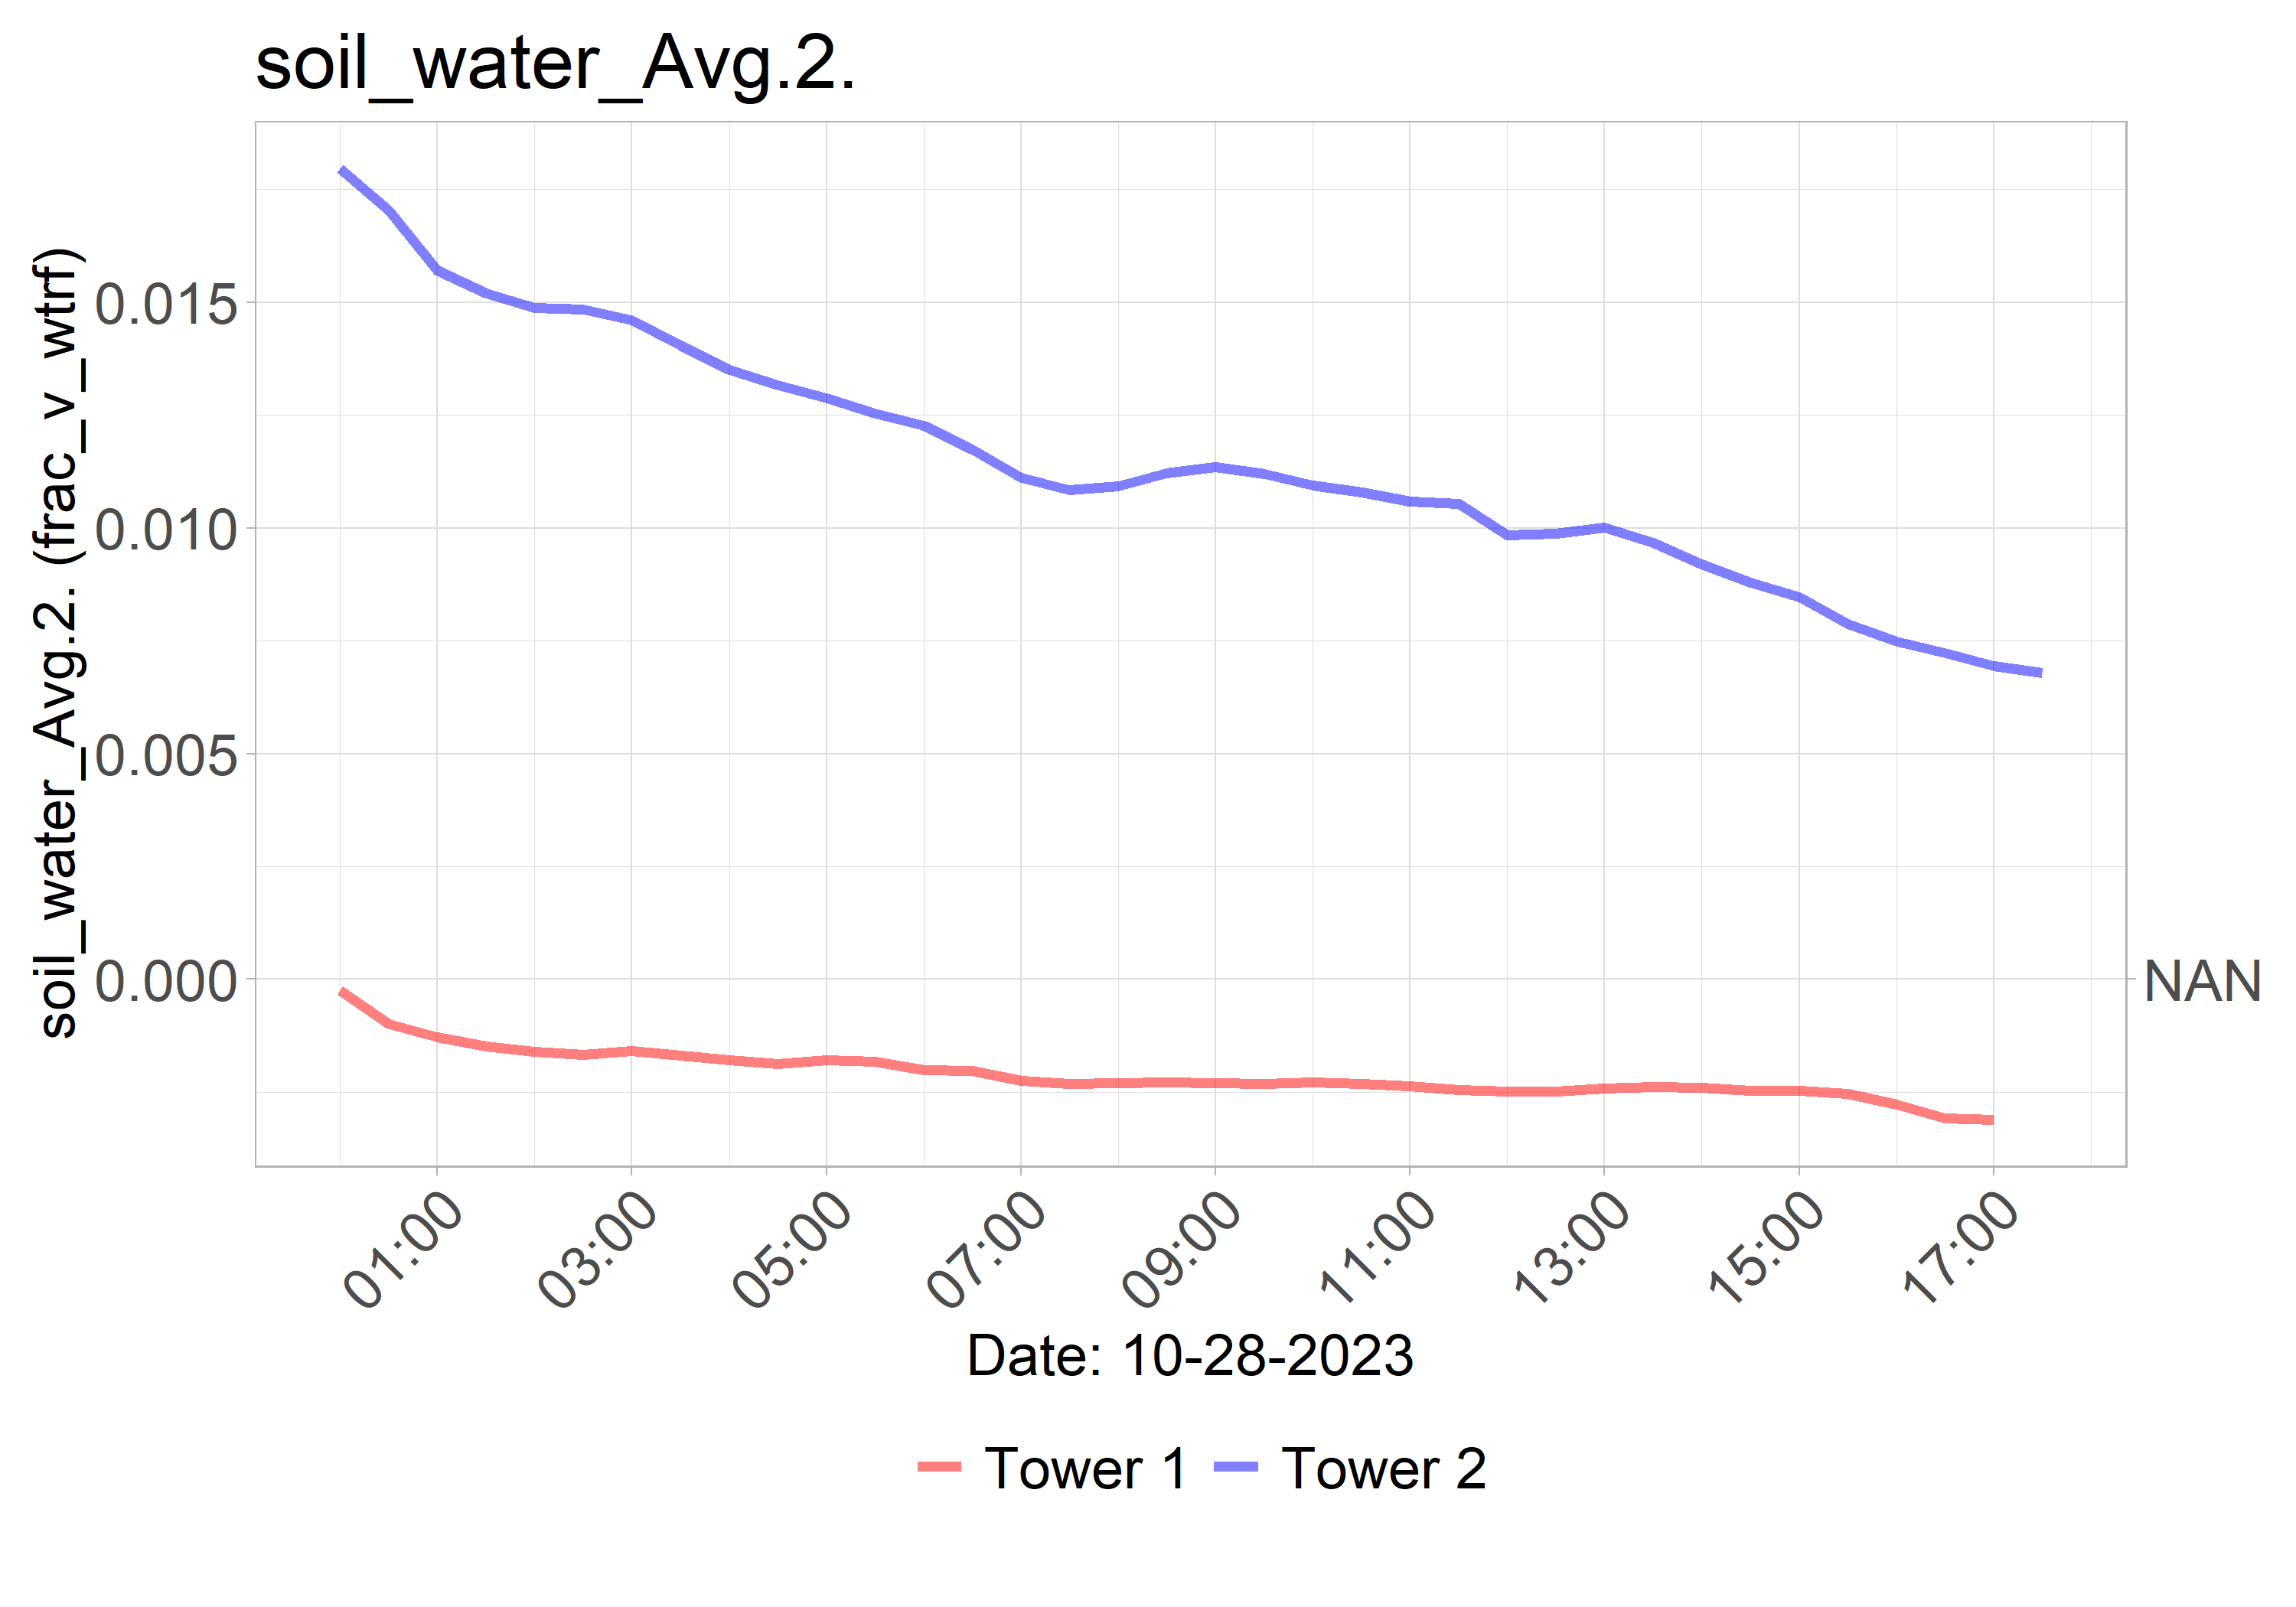 soil_water_Avg.2.
soil_water_Avg.2. (frac_v_wtrf)
0.015
0.010
0.005
0.000
NAN
01:00 03:00 05:00 07:00 09:00 11:00 13:00 15:00 17:00
Date: 10-28-2023
Tower 1 Tower 2